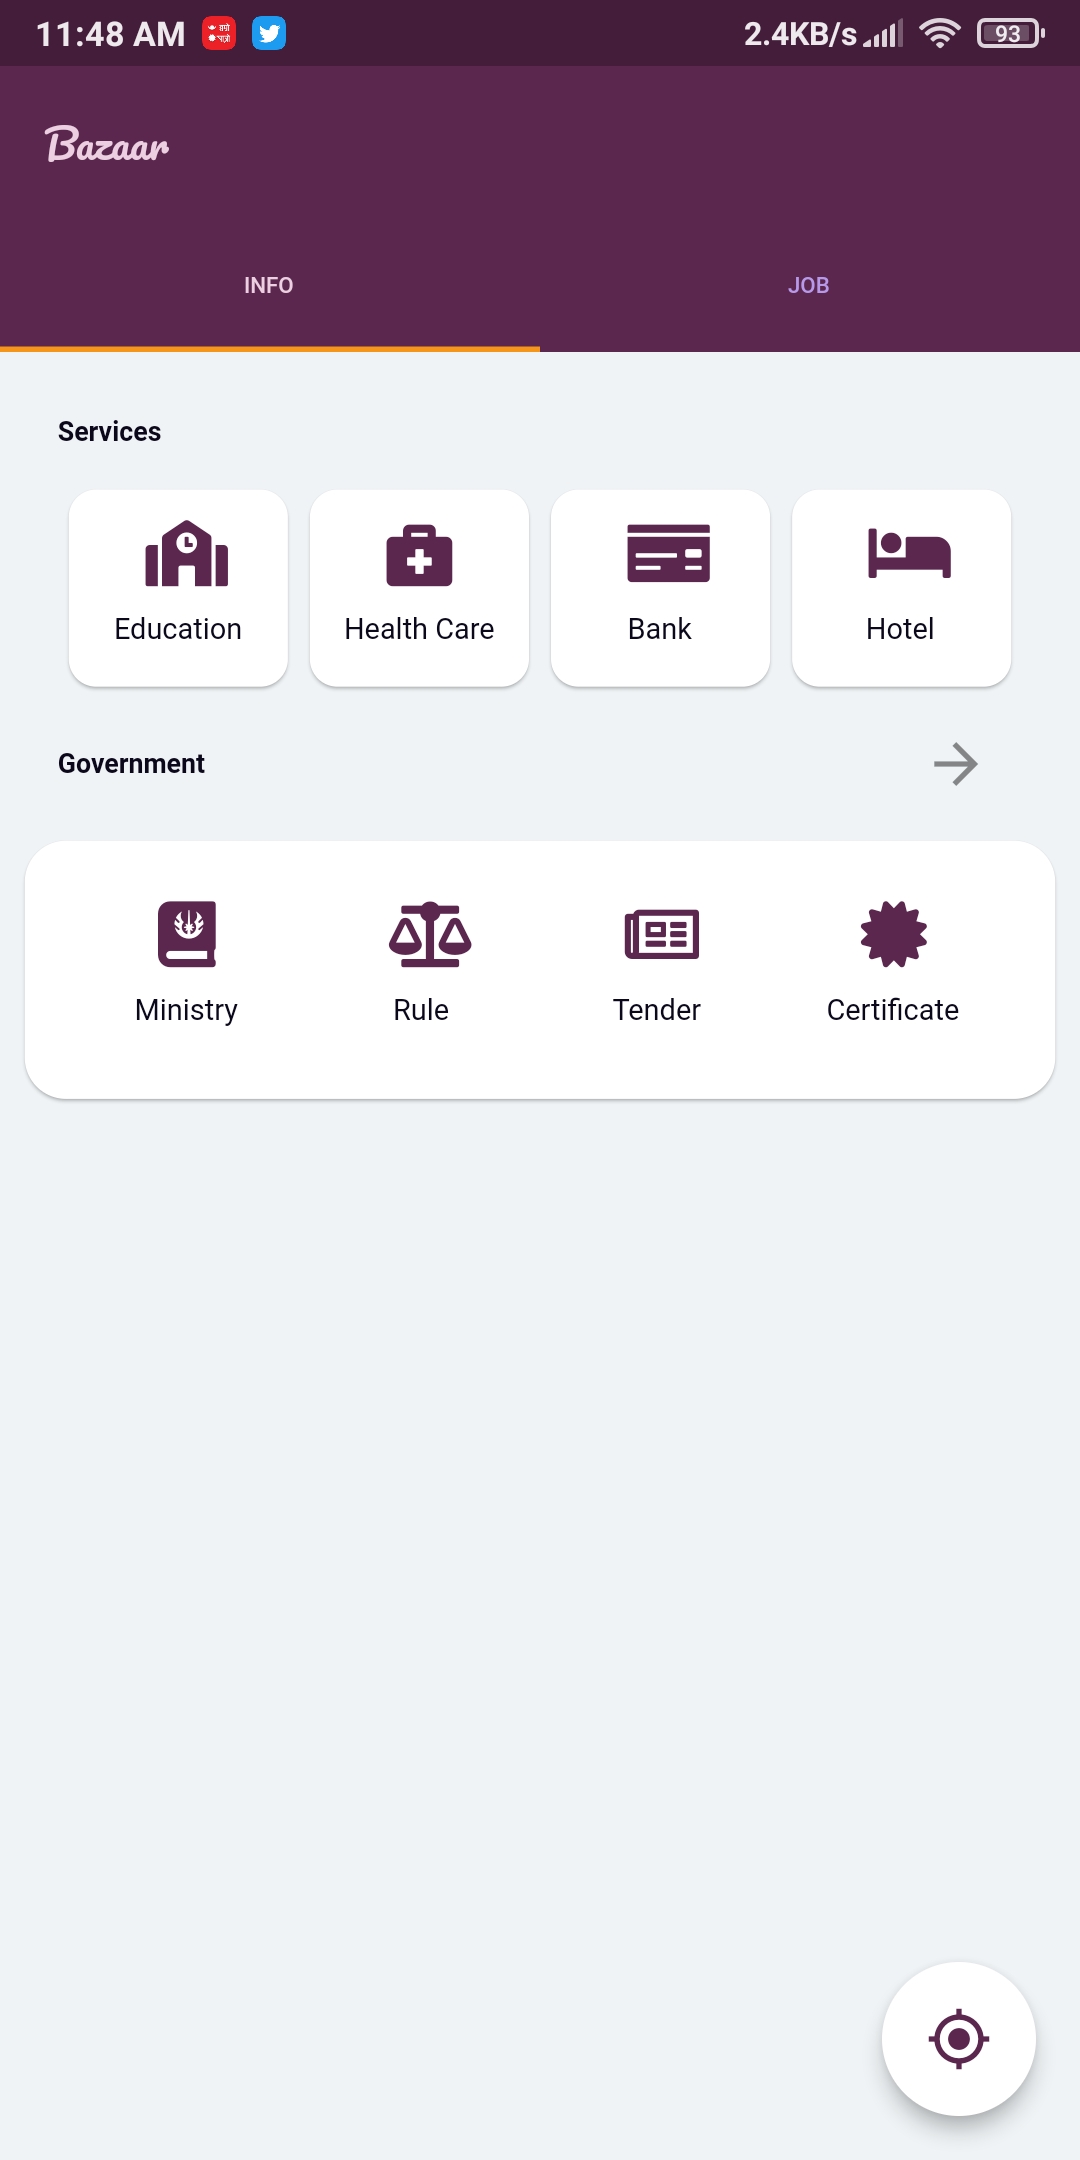 11:48 AM 2.4KB/s 93
Bazaar
INFO JOB
Services
Education Health Care Bank Hotel
Government
Ministry Rule Tender Certificate